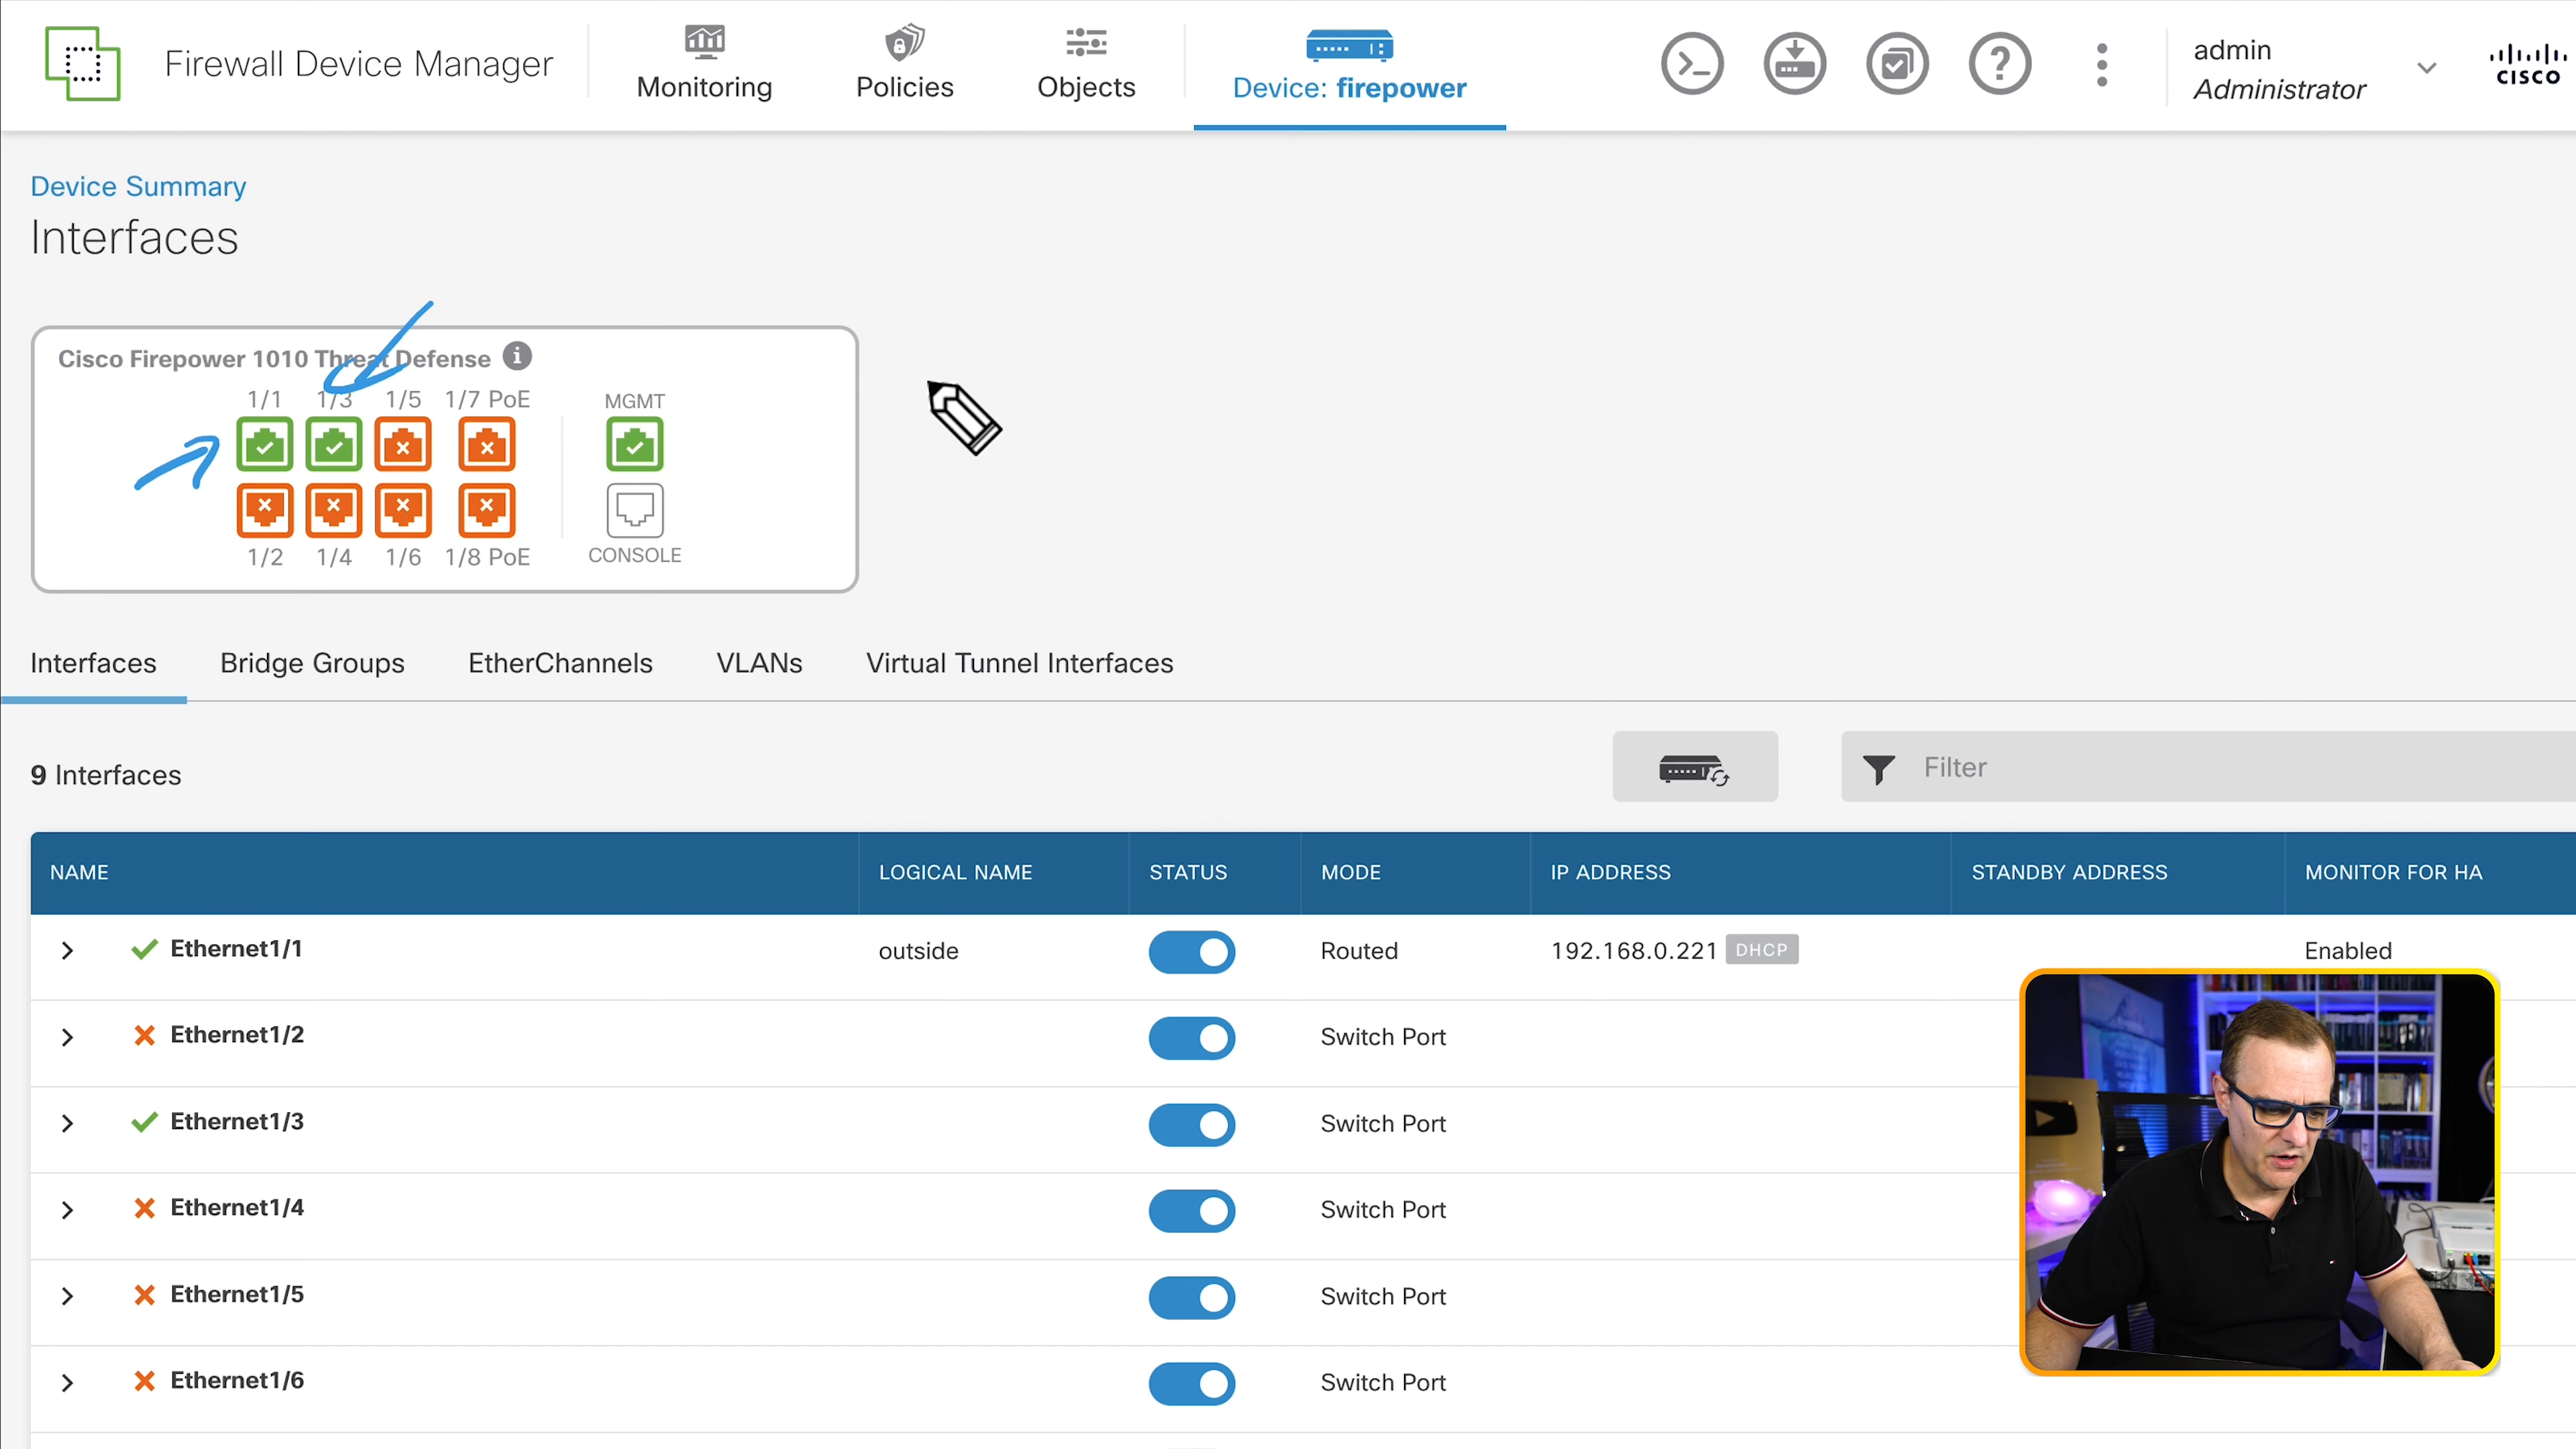 Firewall Device Manager
Monitoring
Policies
Objects
Device: firepower
admin
Administrator
CISCO
Device Summary
Interfaces
Cisco Firepower 1010 Threat Defense
1/1 1/3 1/5 1/7 PoE MGMT
1/2 1/4 1/6 1/8 PoE CONSOLE
Interfaces Bridge Groups EtherChannels VLANs Virtual Tunnel Interfaces
9 Interfaces
Filter
NAME LOGICAL NAME STATUS MODE IP ADDRESS STANDBY ADDRESS MONITOR FOR HA
Ethernet1/1 outside Routed 192.168.0.221 DHCP Enabled
Ethernet1/2 Switch Port
Ethernet1/3 Switch Port
Ethernet1/4 Switch Port
Ethernet1/5 Switch Port
Ethernet1/6 Switch Port